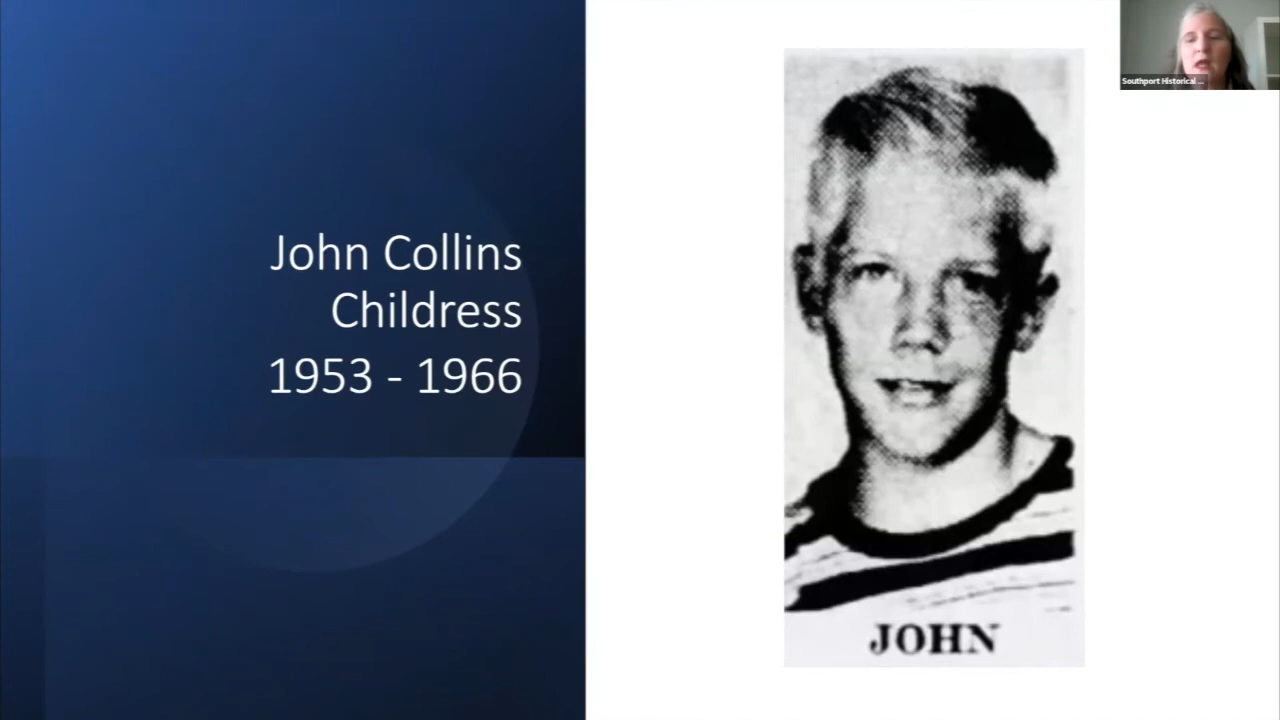 John Collins
Childress
1953 - 1966
JOHN
Southport Historical ...